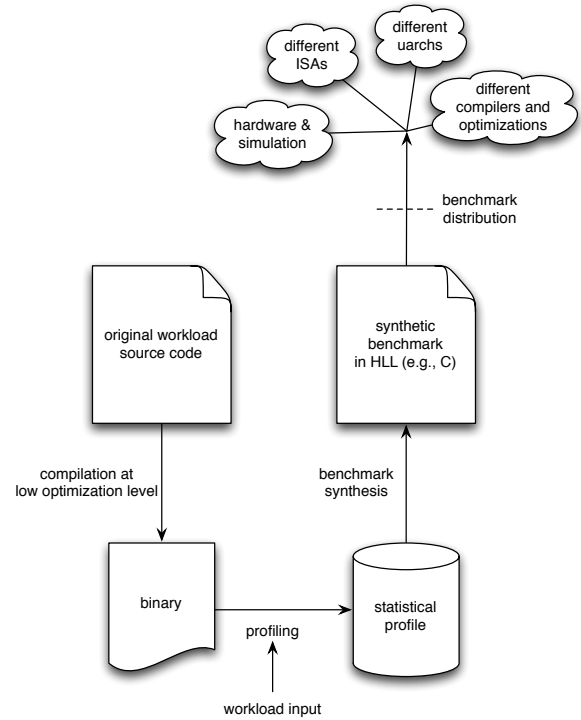 different
ISAs
different
uarchs
different
compilers and
optimizations
hardware &
simulation
benchmark
distribution
original workload
source code
synthetic
benchmark
in HLL (e.g., C)
compilation at
low optimization level
benchmark
synthesis
binary
statistical
profile
profiling
workload input